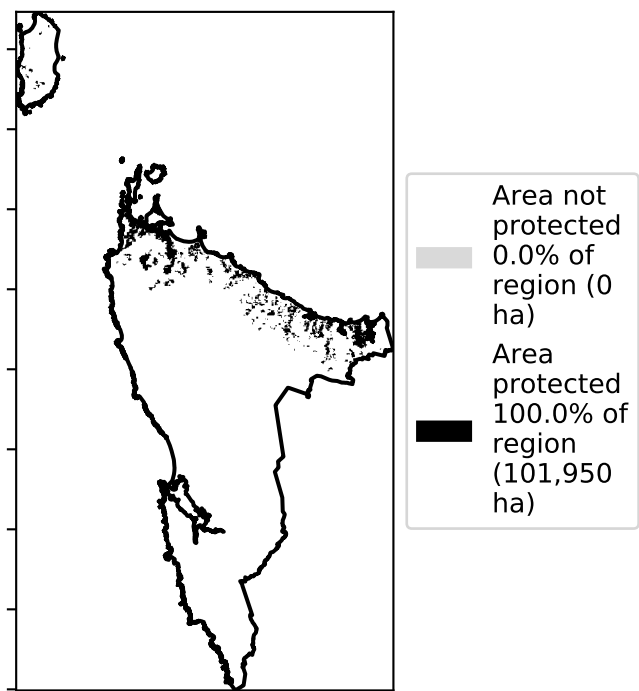 Area not
protected
0.0% of
region (0
ha)
Area
protected
100.0% of
region
(101,950
ha)